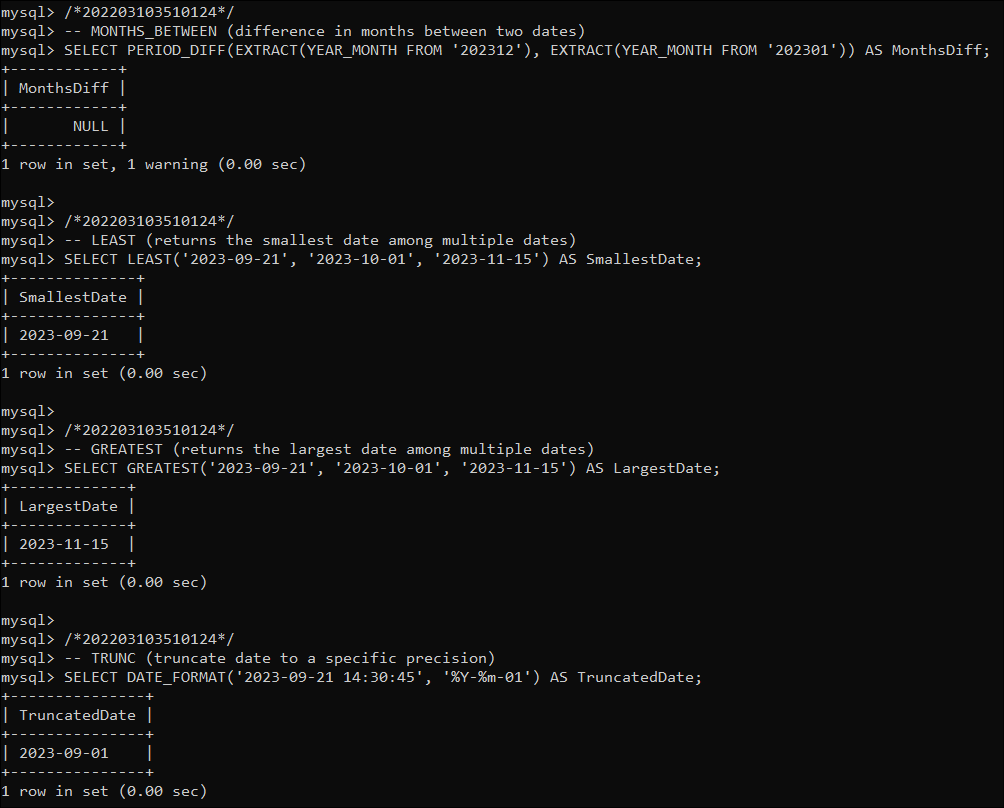 mysql> /*202203103510124*/
mysql> -- MONTHS_BETWEEN (difference in months between two dates)
mysql> SELECT PERIOD_DIFF(EXTRACT(YEAR_MONTH FROM '202312'), EXTRACT(YEAR_MONTH FROM '202301')) AS MonthsDiff;
+------------+
| MonthsDiff |
+------------+
|       NULL |
+------------+
1 row in set, 1 warning (0.00 sec)

mysql>
mysql> /*202203103510124*/
mysql> -- LEAST (returns the smallest date among multiple dates)
mysql> SELECT LEAST('2023-09-21', '2023-10-01', '2023-11-15') AS SmallestDate;
+--------------+
| SmallestDate |
+--------------+
| 2023-09-21   |
+--------------+
1 row in set (0.00 sec)

mysql>
mysql> /*202203103510124*/
mysql> -- GREATEST (returns the largest date among multiple dates)
mysql> SELECT GREATEST('2023-09-21', '2023-10-01', '2023-11-15') AS LargestDate;
+-------------+
| LargestDate |
+-------------+
| 2023-11-15  |
+-------------+
1 row in set (0.00 sec)

mysql>
mysql> /*202203103510124*/
mysql> -- TRUNC (truncate date to a specific precision)
mysql> SELECT DATE_FORMAT('2023-09-21 14:30:45', '%Y-%m-01') AS TruncatedDate;
+---------------+
| TruncatedDate |
+---------------+
| 2023-09-01    |
+---------------+
1 row in set (0.00 sec)